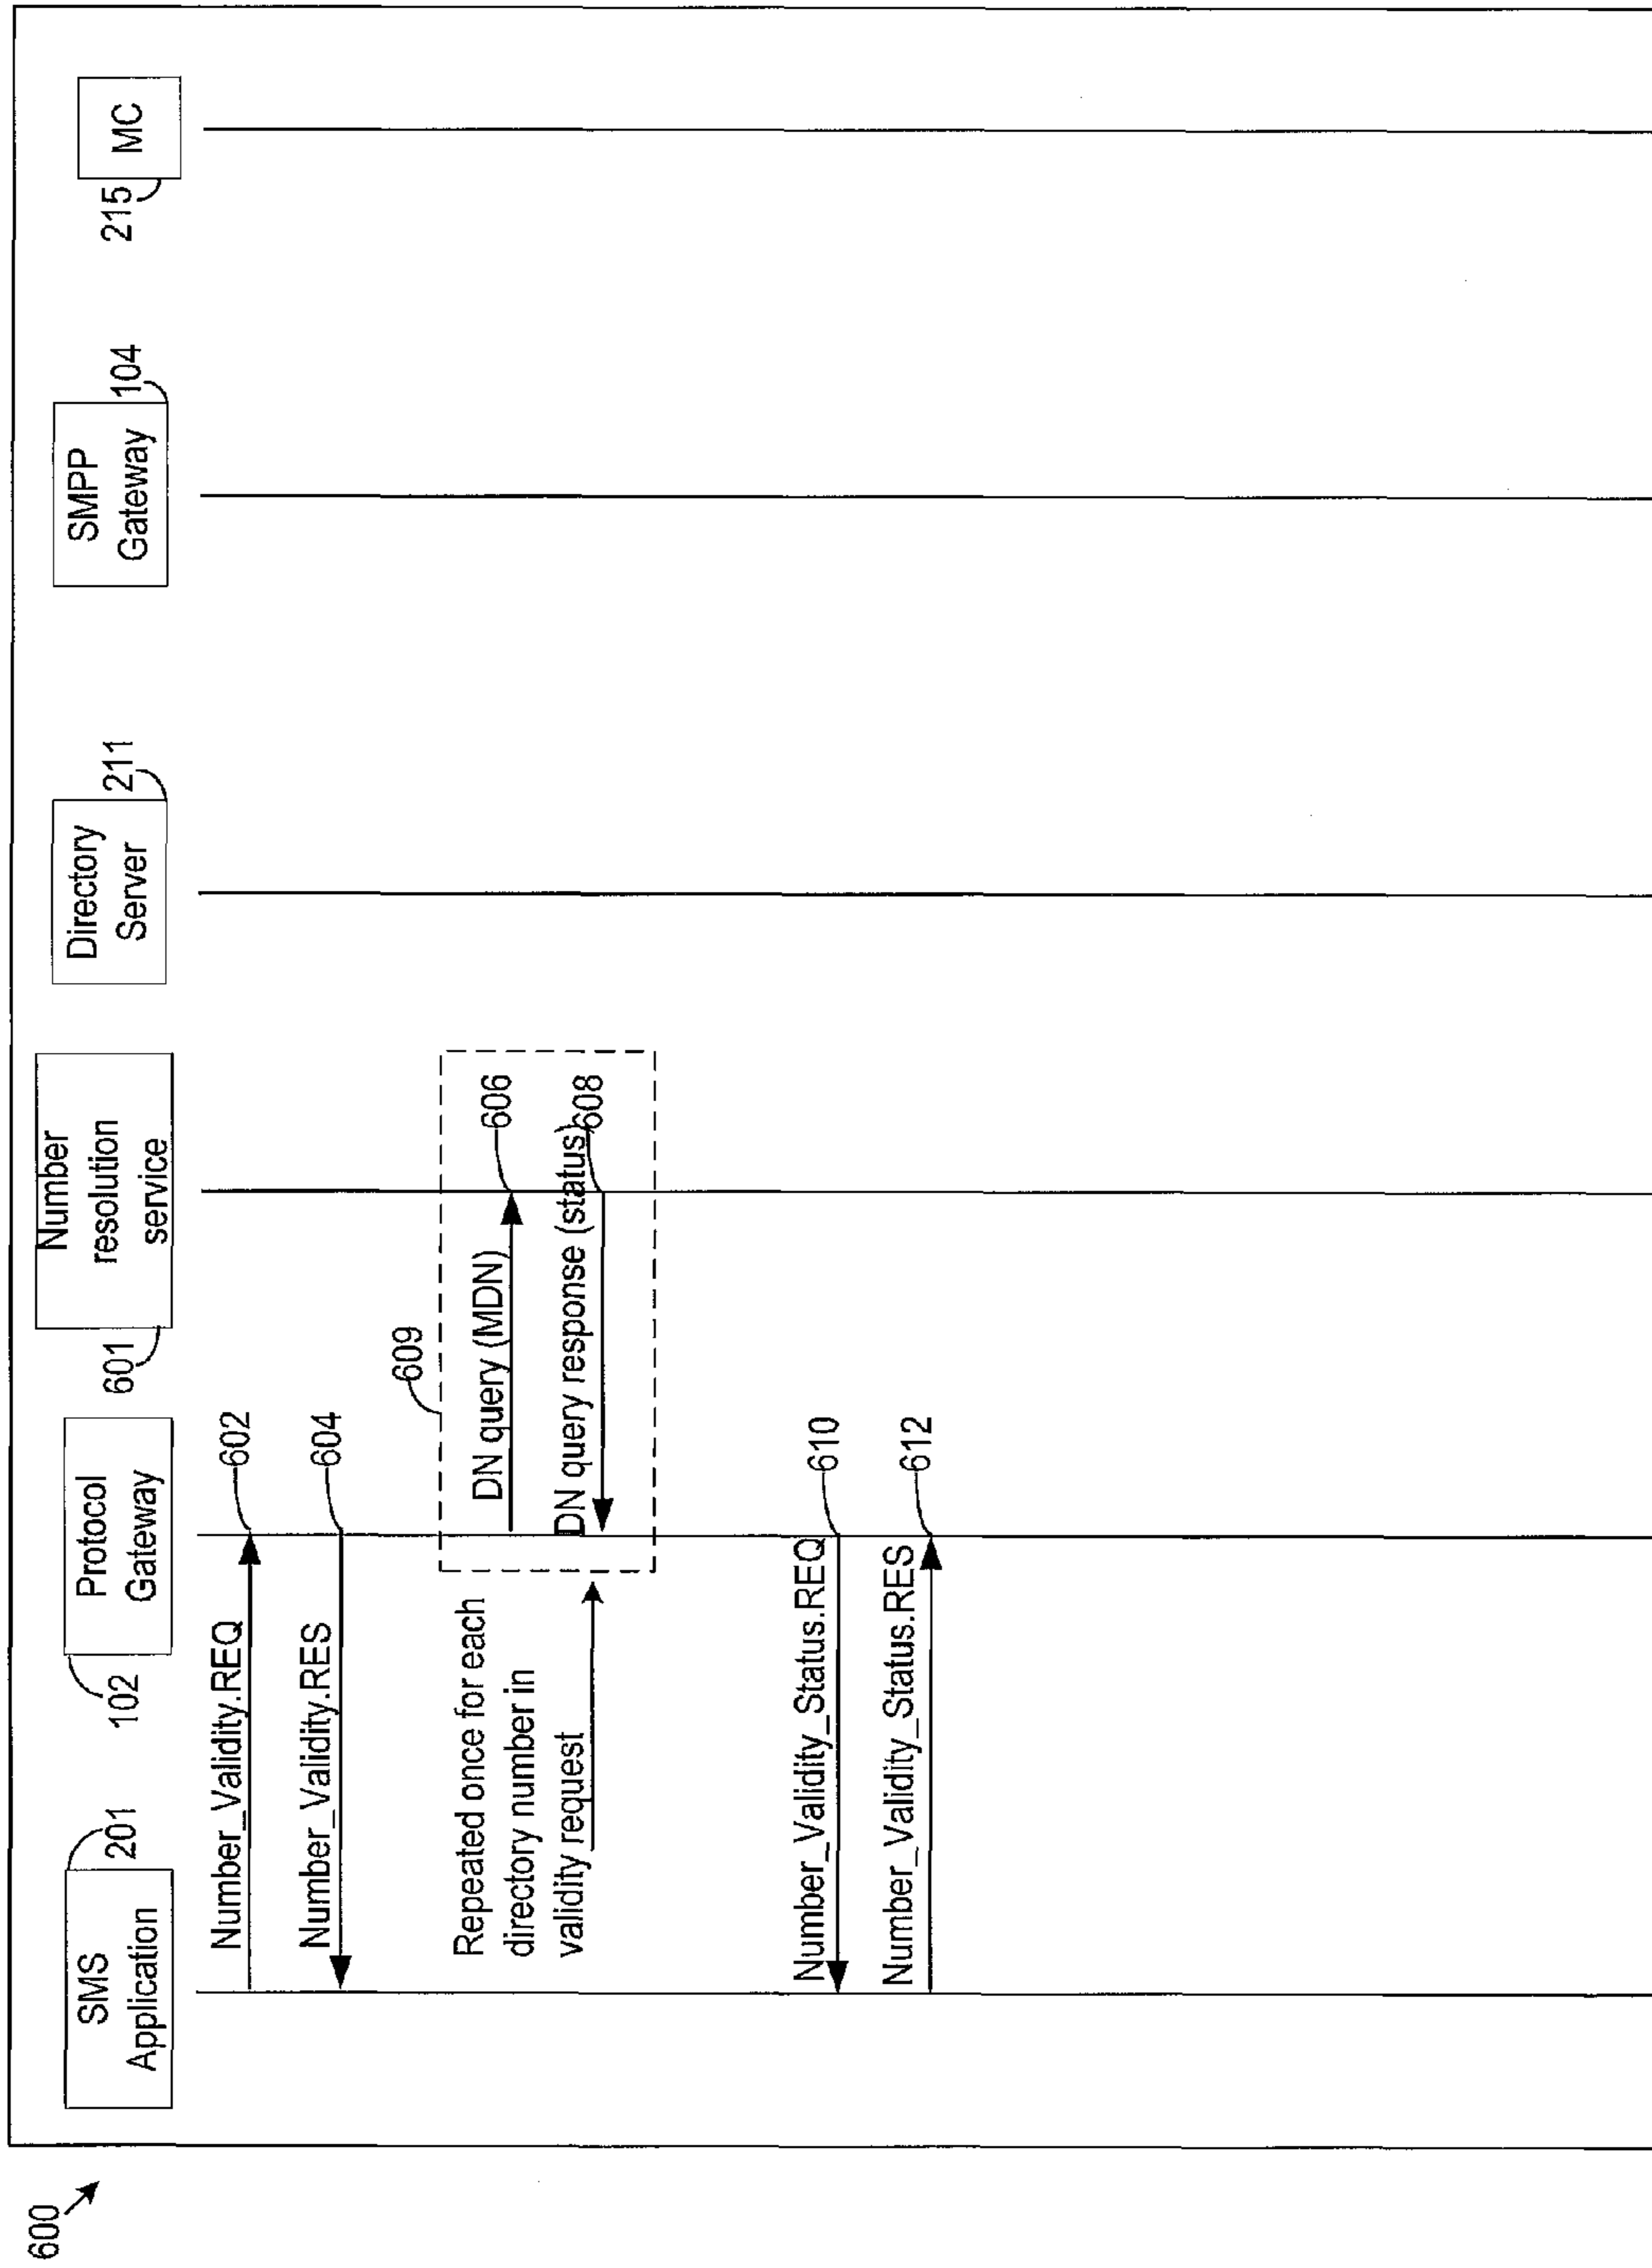 600
SMS
Application
201
Protocol
Gateway
102
Number
resolution
service
601
Directory
Server
211
SMPP
Gateway
104
MC
215
Number_Validity.REQ
602
Number_Validity.RES
604
609
DN query (MDN)
606
DN query response (status)
608
Repeated once for each
directory number in
validity request
Number_Validity_Status.REQ
610
Number_Validity_Status.RES
612